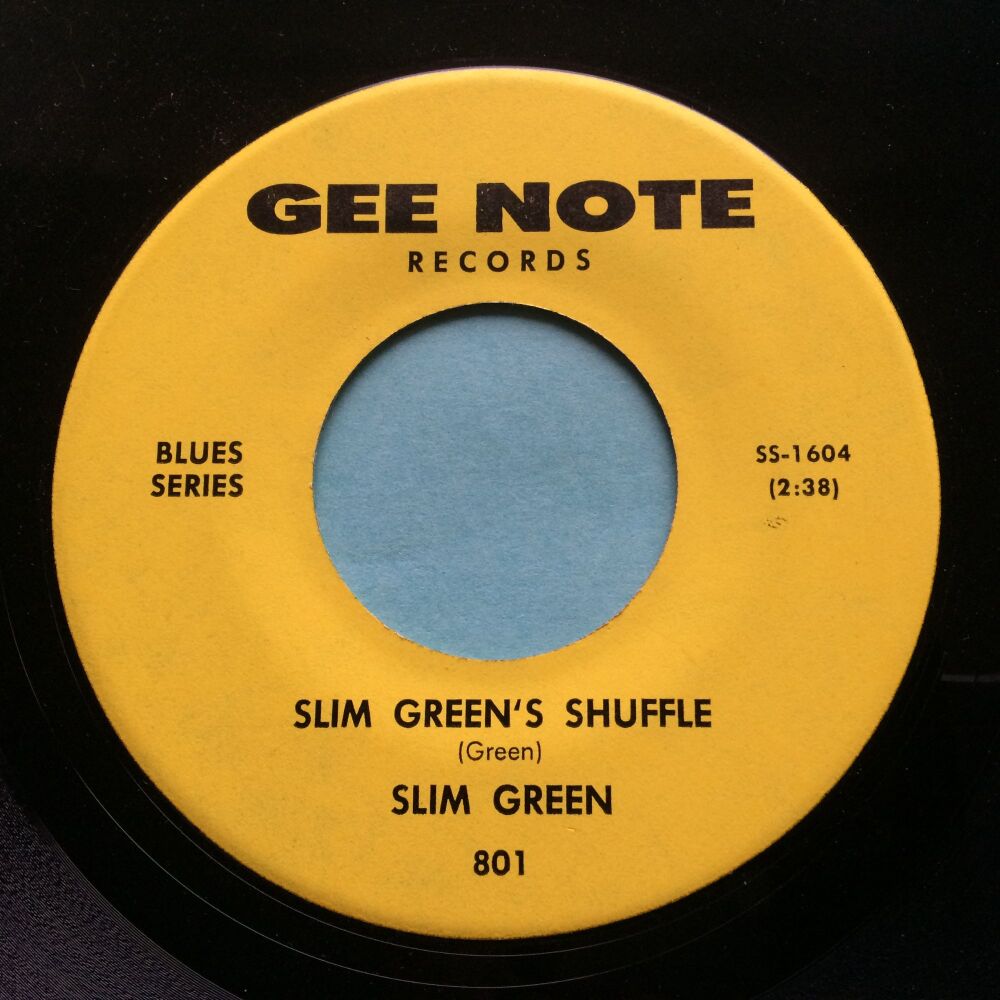 GEE NOTE
RECORDS
BLUES
SERIES
SS-1604
(2:38)
SLIM GREEN'S SHUFFLE
(Green)
SLIM GREEN
801